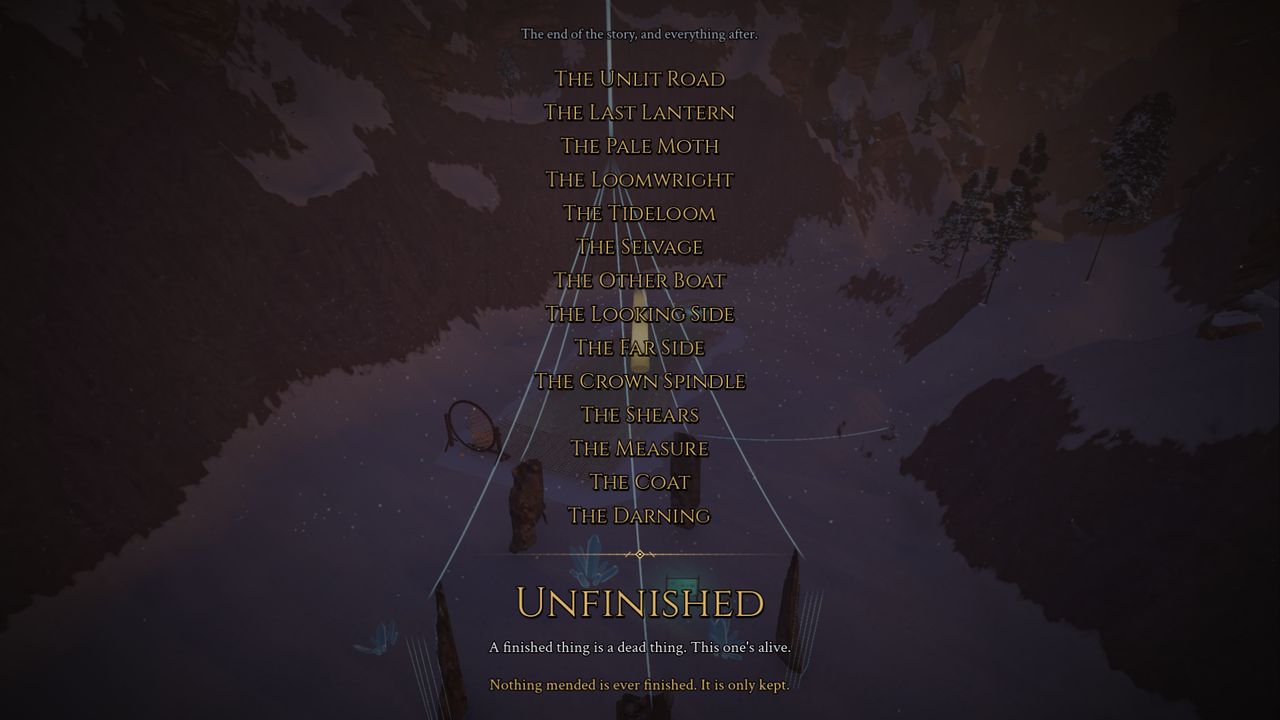 The end of the story, and everything after.
The Unlit Road
The Last Lantern
The Pale Moth
The Loomwright
The Tideloom
The Selvage
The Other Boat
The Looking Side
The Far Side
The Crown Spindle
The Shears
The Measure
The Coat
The Darning
Unfinished
A finished thing is a dead thing. This one's alive.
Nothing mended is ever finished. It is only kept.